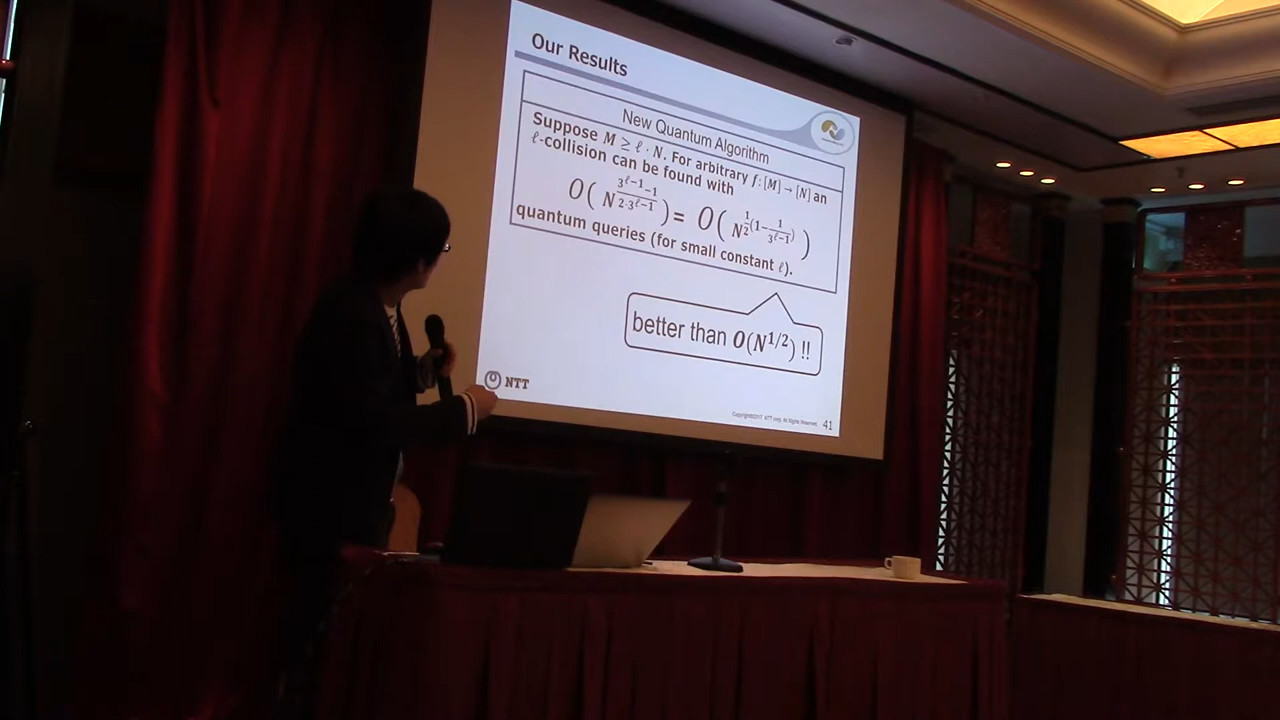 Our Results
New Quantum Algorithm
Suppose M ≥ ℓ · N. For arbitrary f: [M] → [N] an
ℓ-collision can be found with
O( N^{(3^{ℓ-1}-1)/(2·3^{ℓ-1})} ) = O( N^{1/2(1-1/3^{ℓ-1})} )
quantum queries (for small constant ℓ).
better than O(N^{1/2}) !!
NTT
Copyright©2017 NTT corp. All Rights Reserved.
41